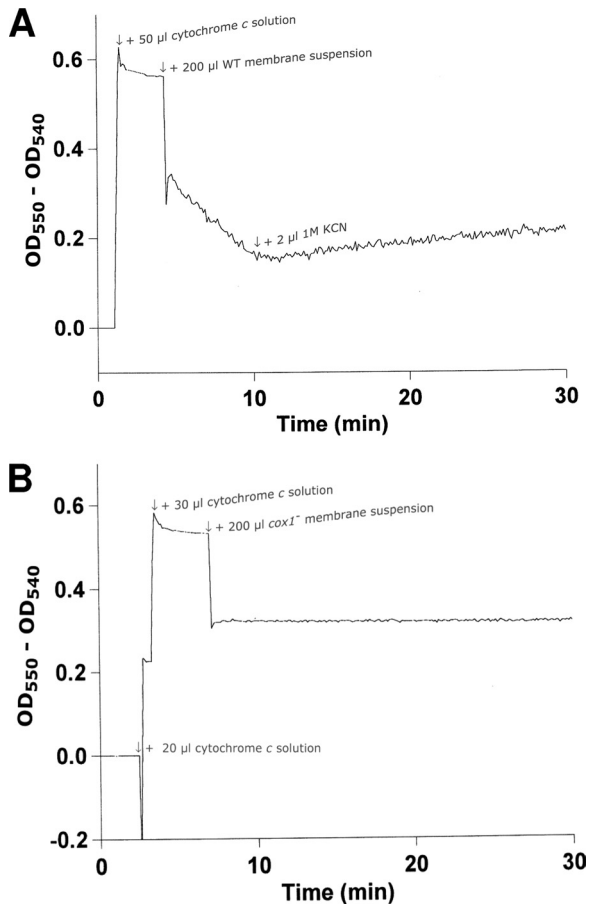 A
↓ + 50 µl cytochrome c solution
↓ + 200 µl WT membrane suspension
↓ + 2 µl 1M KCN
OD550 - OD540
0.6
0.4
0.2
0.0
0 10 20 30
Time (min)
B
↓ + 30 µl cytochrome c solution
↓ + 200 µl cox1- membrane suspension
↓ + 20 µl cytochrome c solution
OD550 - OD540
0.6
0.4
0.2
0.0
-0.2
0 10 20 30
Time (min)